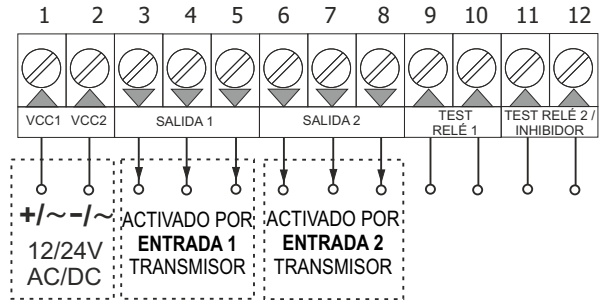 1 2 3 4 5 6 7 8 9 10 11 12
VCC1 VCC2 SALIDA 1 SALIDA 2 TEST RELÉ 1 TEST RELÉ 2 / INHIBIDOR
+/~ -/~
12/24V
AC/DC
ACTIVADO POR
ENTRADA 1
TRANSMISOR
ACTIVADO POR
ENTRADA 2
TRANSMISOR